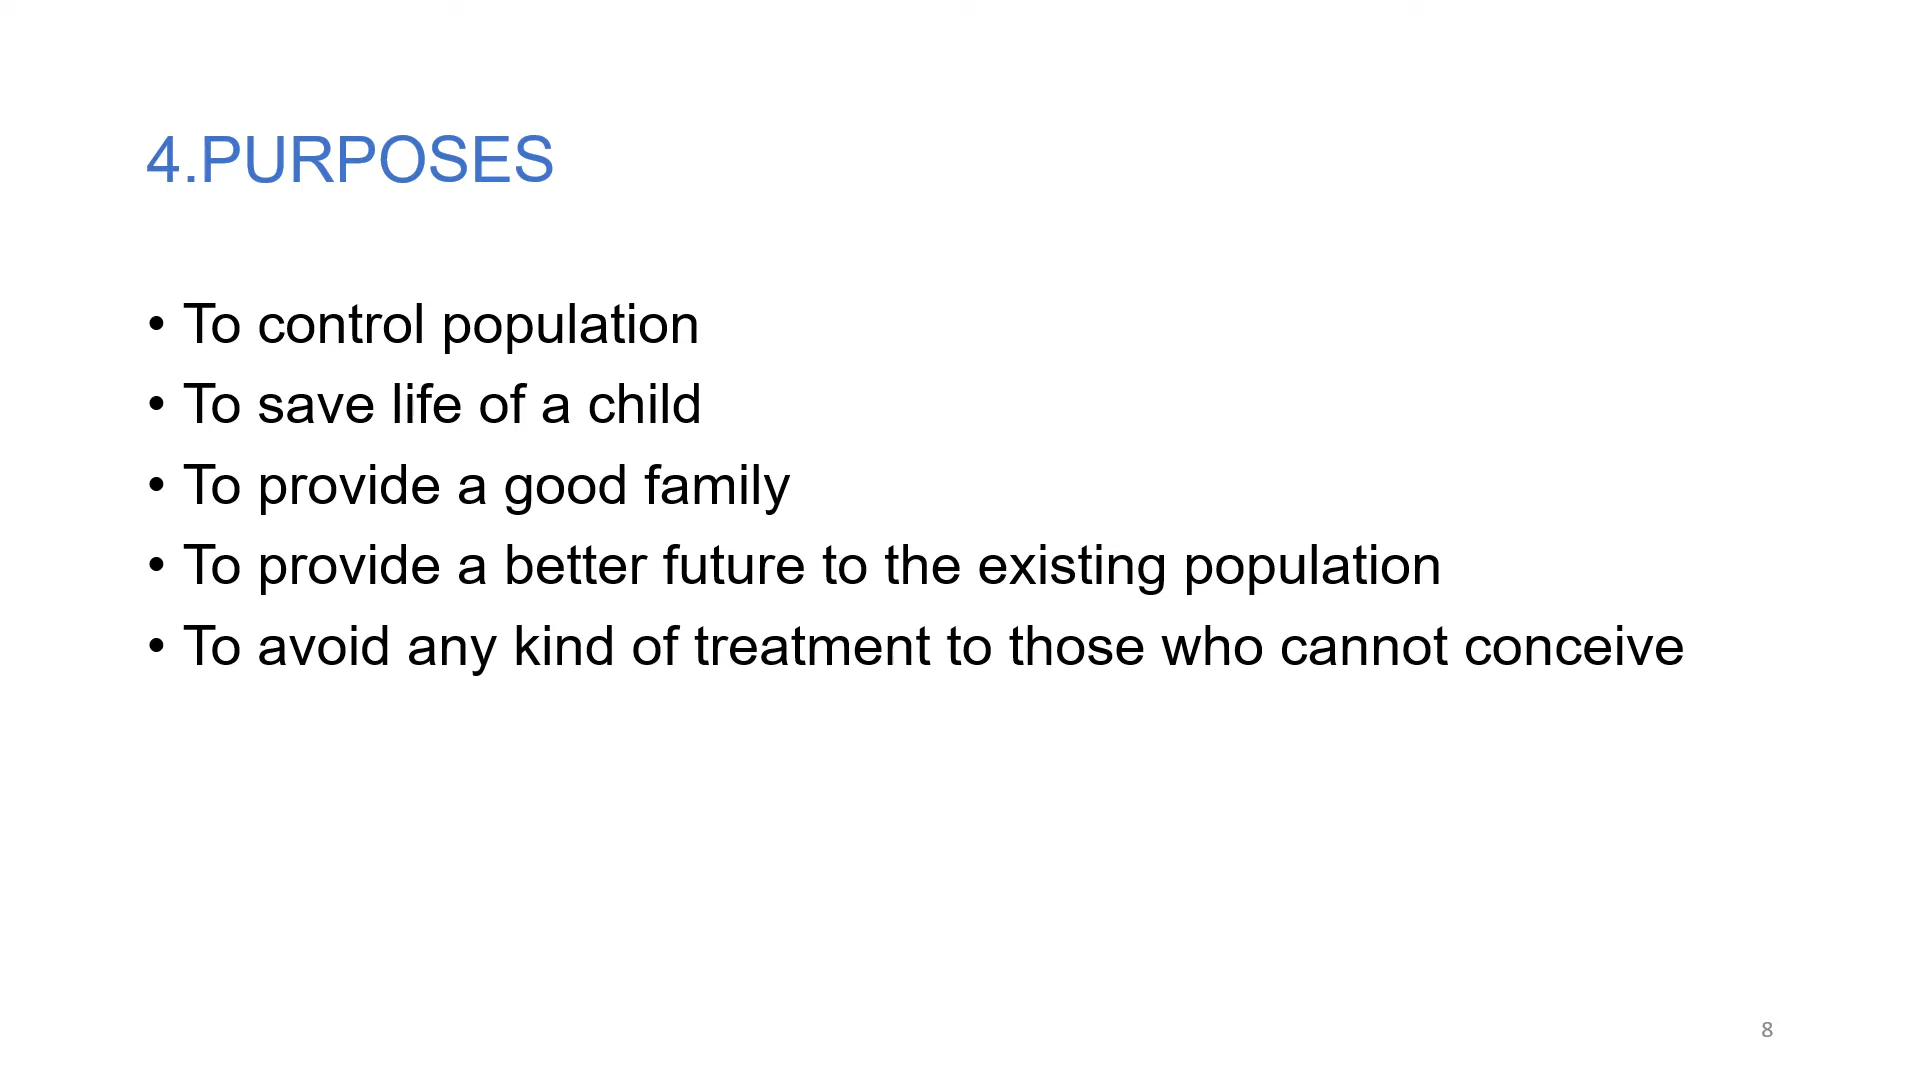 4.PURPOSES
• To control population
• To save life of a child
• To provide a good family
• To provide a better future to the existing population
• To avoid any kind of treatment to those who cannot conceive
8